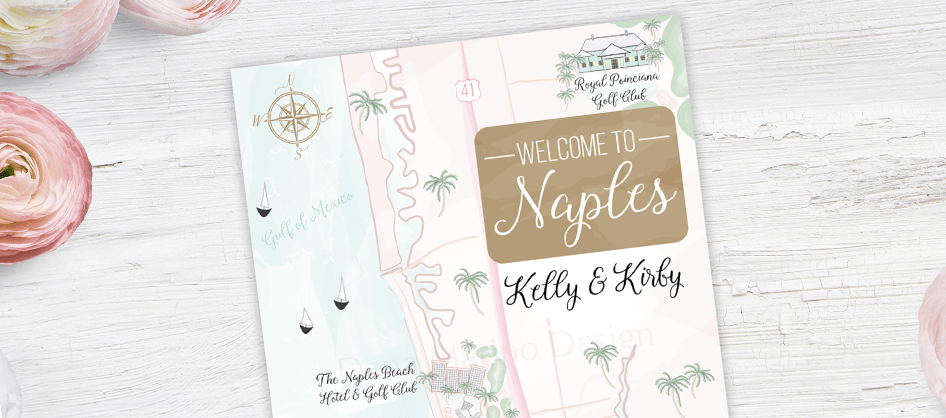 N
W
E
S
41
Royal Poinciana
Golf Club
WELCOME TO
Naples
Gulf of Mexico
Kelly & Kirby
Design
The Naples Beach
Hotel & Golf Club